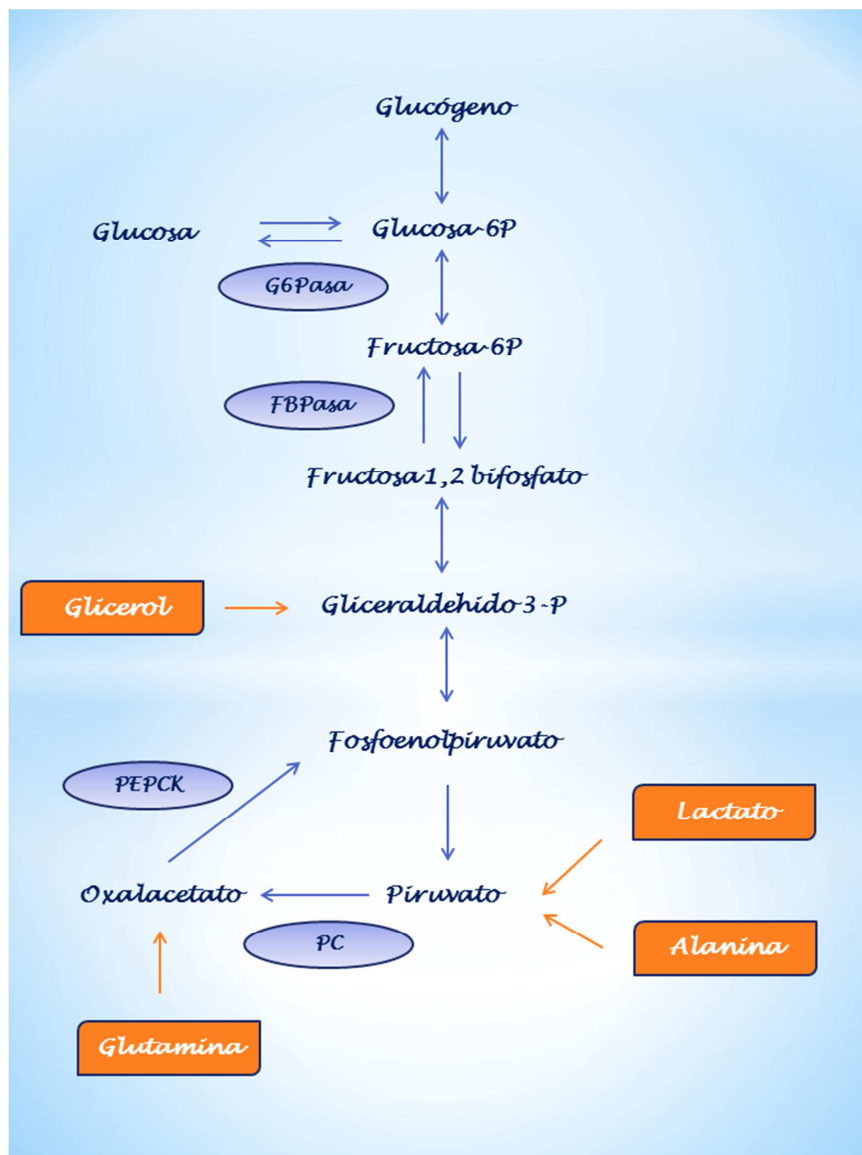 Glucógeno
Glucosa
Glucosa-6P
G6Pasa
Fructosa-6P
FBPasa
Fructosa 1,2 bifosfato
Glicerol
Gliceraldehido 3-P
Fosfoenolpiruvato
PEPCK
Lactato
Oxalacetato
Piruvato
PC
Alanina
Glutamina